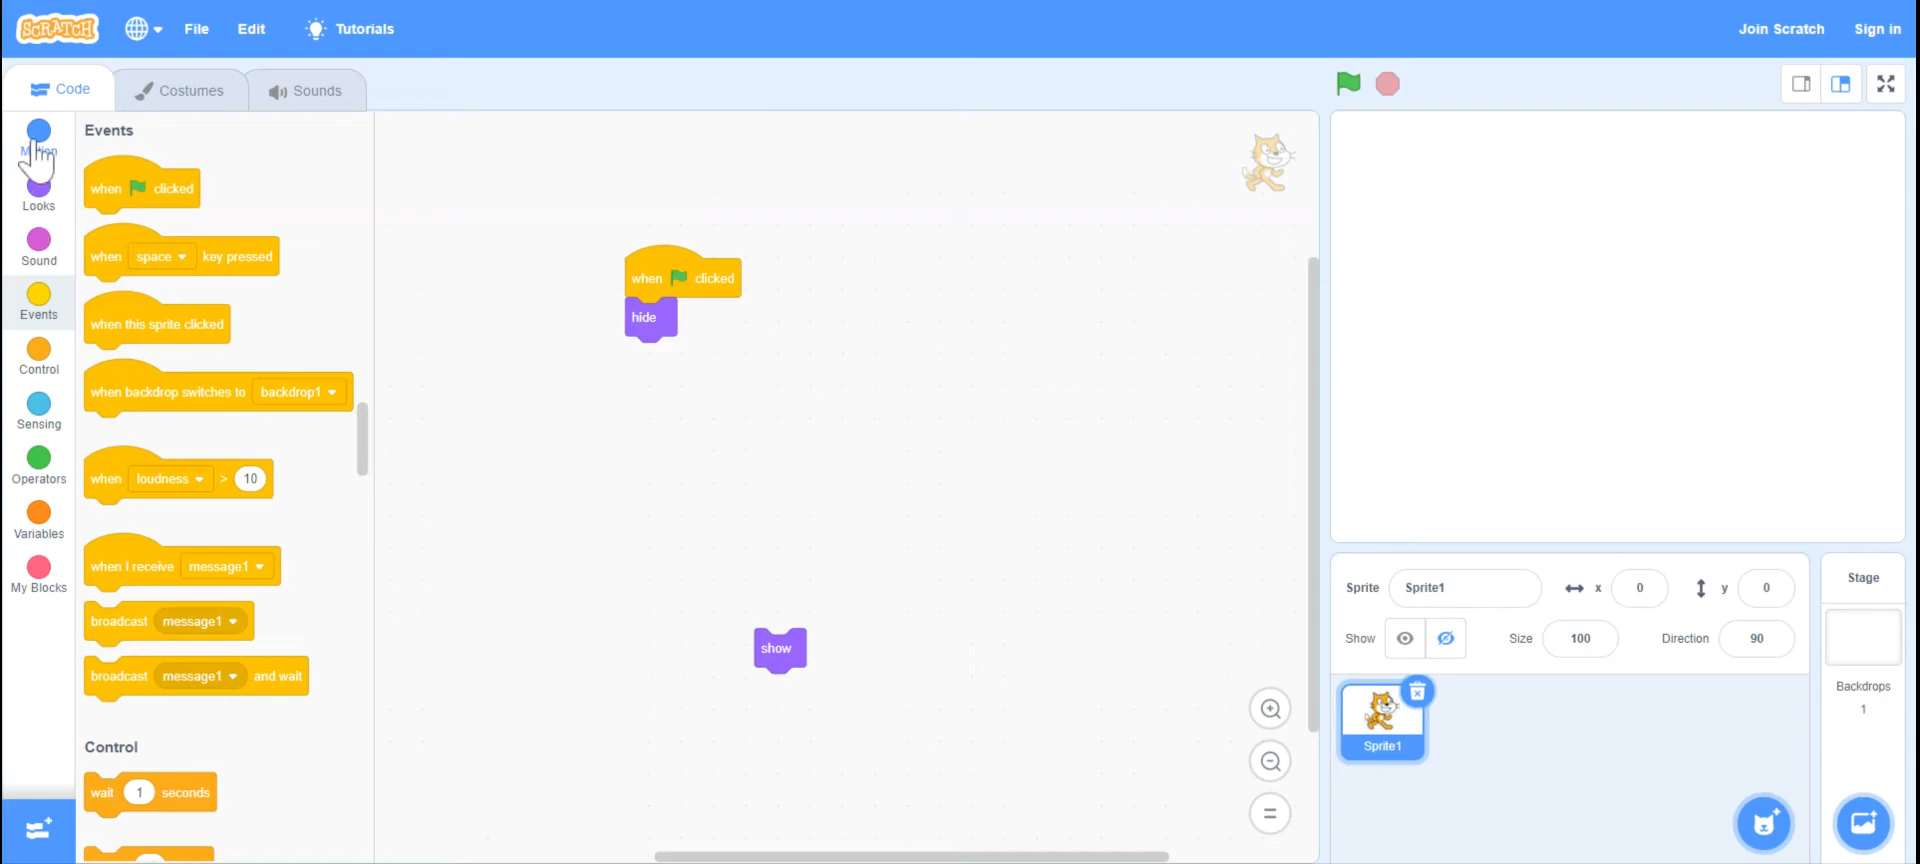 SCRATCH File Edit Tutorials Join Scratch Sign in
Code Costumes Sounds
Motion
Looks
Sound
Events
Control
Sensing
Operators
Variables
My Blocks
Events
when clicked
when space key pressed
when this sprite clicked
when backdrop switches to backdrop1
when loudness > 10
when I receive message1
broadcast message1
broadcast message1 and wait
Control
wait 1 seconds
when clicked
hide
show
Sprite Sprite1 x 0 y 0
Show Size 100 Direction 90
Sprite1
Stage
Backdrops
1